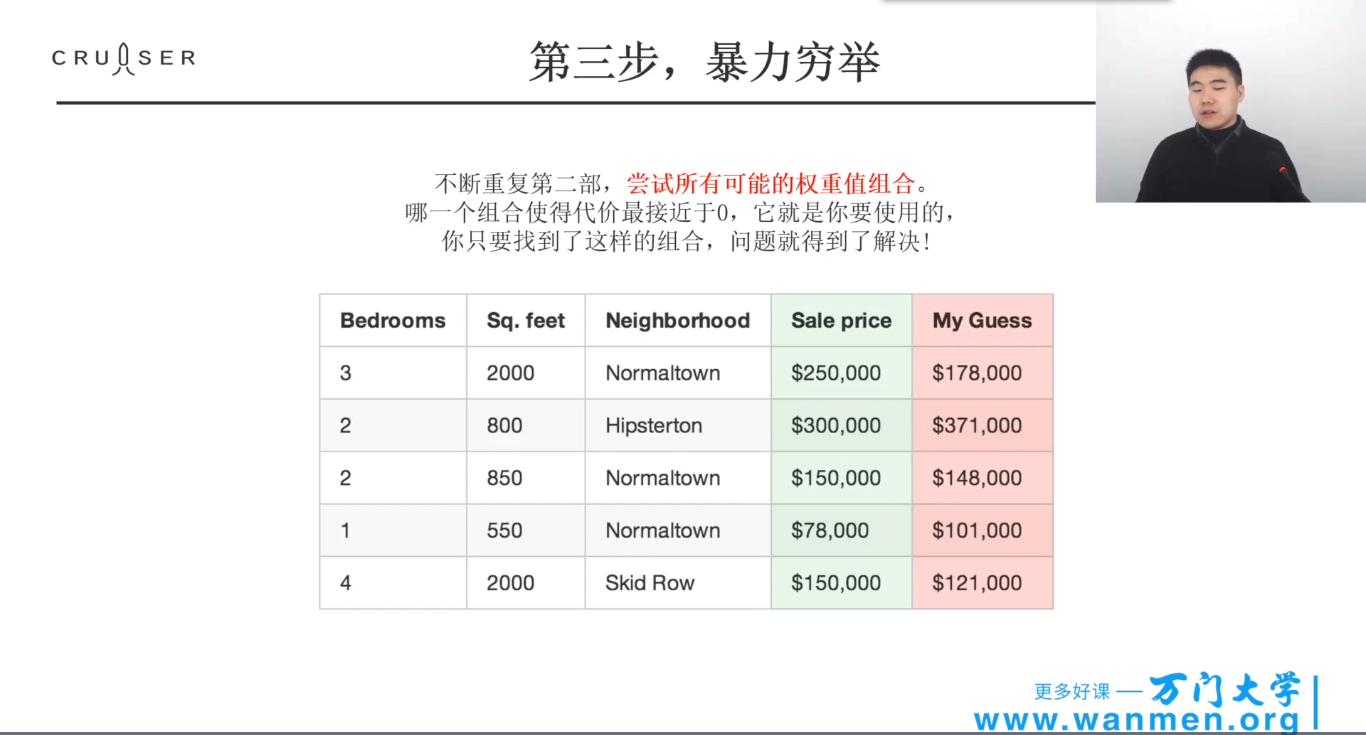 CRUISER
第三步，暴力穷举
不断重复第二部，尝试所有可能的权重值组合。
哪一个组合使得代价最接近于0，它就是你要使用的，
你只要找到了这样的组合，问题就得到了解决！
Bedrooms Sq. feet Neighborhood Sale price My Guess
3 2000 Normaltown $250,000 $178,000
2 800 Hipsterton $300,000 $371,000
2 850 Normaltown $150,000 $148,000
1 550 Normaltown $78,000 $101,000
4 2000 Skid Row $150,000 $121,000
更多好课 — 万门大学
www.wanmen.org